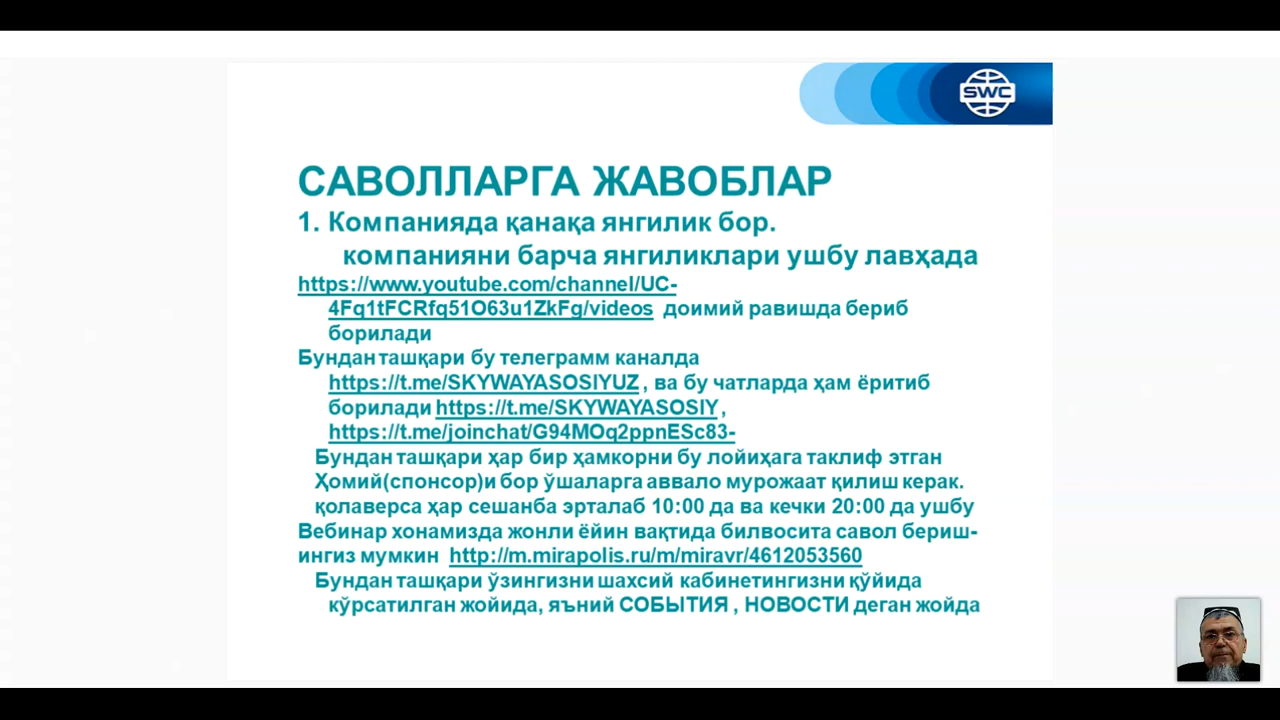 SWC
САВОЛЛАРГА ЖАВОБЛАР
1. Компанияда қанақа янгилик бор.
компанияни барча янгиликлари ушбу лавҳада
https://www.youtube.com/channel/UC-
4Fq1tFCRfq51O63u1ZkFg/videos доимий равишда бериб
борилади
Бундан ташқари бу телеграмм каналда
https://t.me/SKYWAYASOSIYUZ , ва бу чатларда ҳам ёритиб
борилади https://t.me/SKYWAYASOSIY ,
https://t.me/joinchat/G94MOq2ppnESc83-
Бундан ташқари ҳар бир ҳамкорни бу лойиҳага таклиф этган
Ҳомий(спонсор)и бор ўшаларга аввало мурожаат қилиш керак.
қолаверса ҳар сешанба эрталаб 10:00 да ва кечки 20:00 да ушбу
Вебинар хонамизда жонли ёйин вақтида билвосита савол бериш-
ингиз мумкин http://m.mirapolis.ru/m/miravr/4612053560
Бундан ташқари ўзингизни шахсий кабинетингизни қўйида
кўрсатилган жойида, яъний СОБЫТИЯ , НОВОСТИ деган жойда